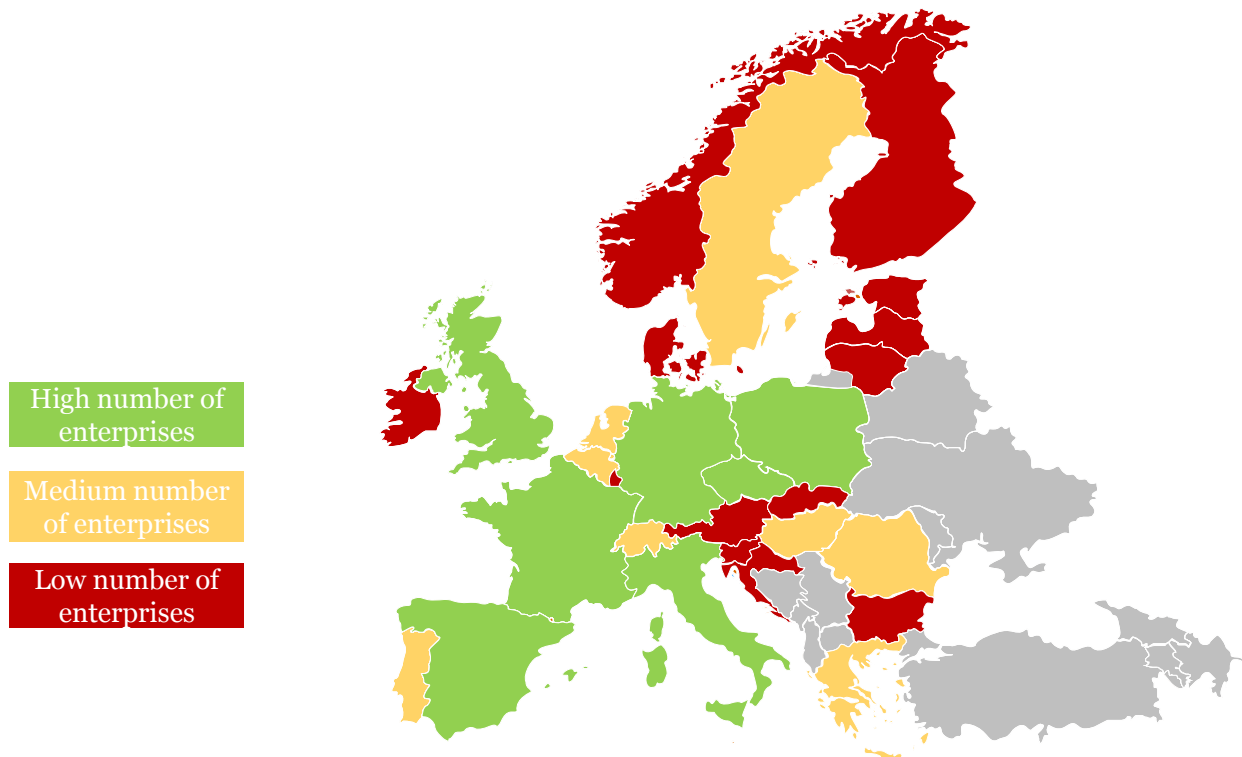 High number of
enterprises
Medium number
of enterprises
Low number of
enterprises